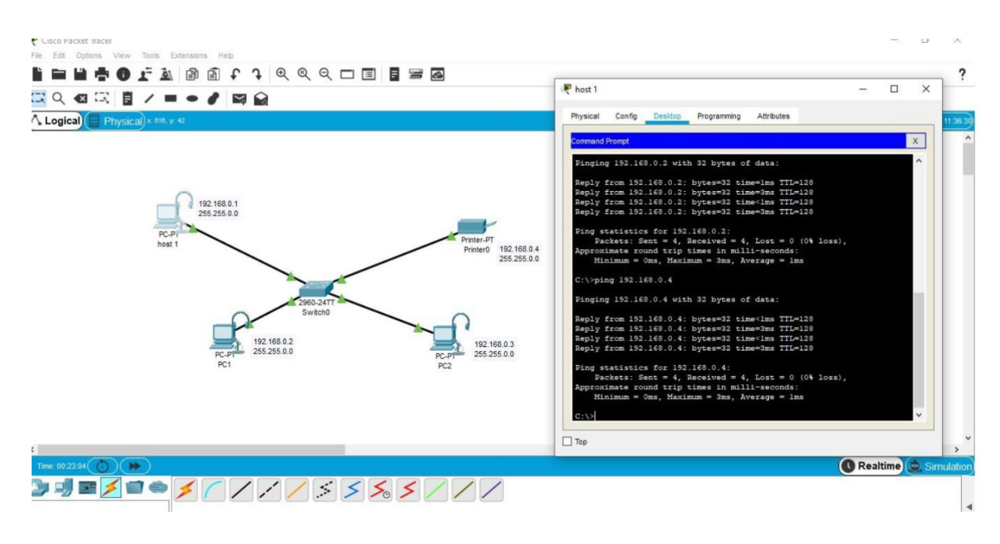 Cisco Packet Tracer
File Edit Options View Tools Extensions Help
?
Logical Physical x: 616, y: 42
11:36:30
192.168.0.1
255.255.0.0
PC-PT
host 1
Printer-PT
Printer0
192.168.0.4
255.255.0.0
2960-24TT
Switch0
192.168.0.2
255.255.0.0
PC-PT
PC1
192.168.0.3
255.255.0.0
PC-PT
PC2
host 1
Physical Config Desktop Programming Attributes
Command Prompt
X
Pinging 192.168.0.2 with 32 bytes of data:
Reply from 192.168.0.2: bytes=32 time=1ms TTL=128
Reply from 192.168.0.2: bytes=32 time=3ms TTL=128
Reply from 192.168.0.2: bytes=32 time<1ms TTL=128
Reply from 192.168.0.2: bytes=32 time=3ms TTL=128
Ping statistics for 192.168.0.2:
Packets: Sent = 4, Received = 4, Lost = 0 (0% loss),
Approximate round trip times in milli-seconds:
Minimum = 0ms, Maximum = 3ms, Average = 1ms
C:\>ping 192.168.0.4
Pinging 192.168.0.4 with 32 bytes of data:
Reply from 192.168.0.4: bytes=32 time<1ms TTL=128
Reply from 192.168.0.4: bytes=32 time=3ms TTL=128
Reply from 192.168.0.4: bytes=32 time<1ms TTL=128
Reply from 192.168.0.4: bytes=32 time=3ms TTL=128
Ping statistics for 192.168.0.4:
Packets: Sent = 4, Received = 4, Lost = 0 (0% loss),
Approximate round trip times in milli-seconds:
Minimum = 0ms, Maximum = 3ms, Average = 1ms
C:\>
Top
Time: 00:23:04
Realtime Simulation